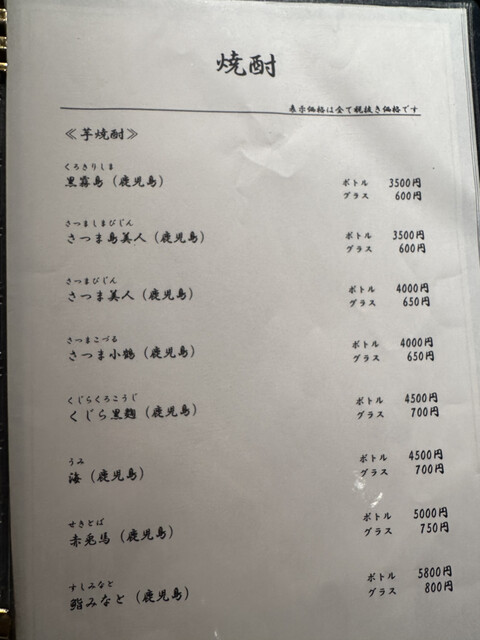 焼酎
表示価格は全て税抜き価格です
≪芋焼酎≫
くろきりしま
黒霧島（鹿児島） ボトル 3500円
グラス 600円
さつましまびじん
さつま島美人（鹿児島） ボトル 3500円
グラス 600円
さつまびじん
さつま美人（鹿児島） ボトル 4000円
グラス 650円
さつまこづる
さつま小鶴（鹿児島） ボトル 4000円
グラス 650円
くじらくろこうじ
くじら黒麹（鹿児島） ボトル 4500円
グラス 700円
うみ
海（鹿児島） ボトル 4500円
グラス 700円
せきとば
赤兎馬（鹿児島） ボトル 5000円
グラス 750円
すしみなと
鮨みなと（鹿児島） ボトル 5800円
グラス 800円